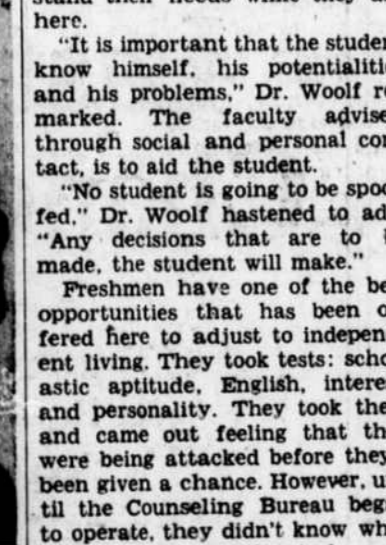 here.
"It is important that the studen
know himself, his potentialiti
and his problems," Dr. Woolf re
marked. The faculty advise
through social and personal con
tact, is to aid the student.
"No student is going to be spoo
fed," Dr. Woolf hastened to ad
"Any decisions that are to
made, the student will make."
Freshmen have one of the be
opportunities that has been o
fered here to adjust to indepen
ent living. They took tests: scho
astic aptitude, English, intere
and personality. They took the
and came out feeling that th
were being attacked before they
been given a chance. However, u
til the Counseling Bureau beg
to operate, they didn't know wh